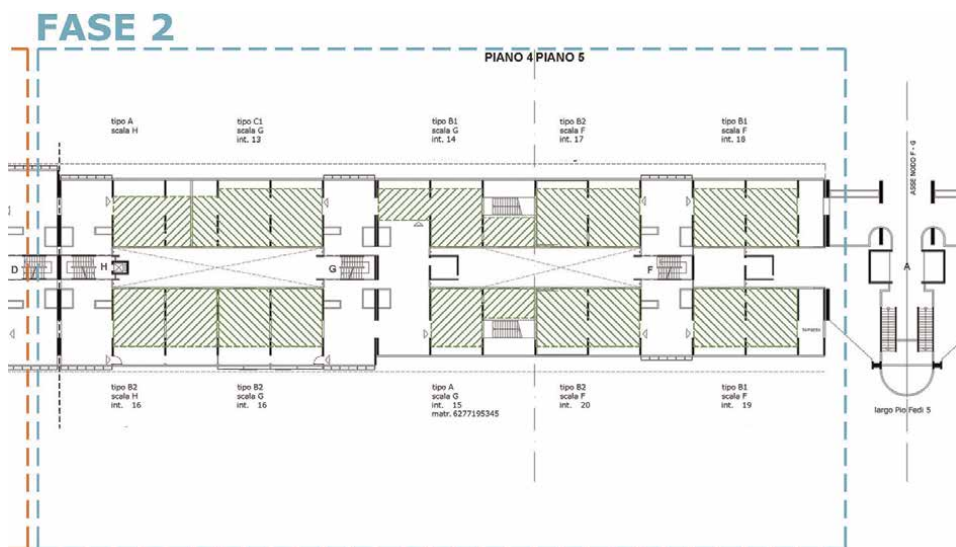 FASE 2
PIANO 4 PIANO 5
tipo A
scala H
tipo C1
scala G
int. 13
tipo B1
scala G
int. 14
tipo B2
scala F
int. 17
tipo B1
scala F
int. 18
ASSE NODO F - G
D
H
G
F
A
tipo B2
scala H
int. 16
tipo B2
scala G
int. 16
tipo A
scala G
int. 15
matr. 6277195345
tipo B2
scala F
int. 20
tipo B1
scala F
int. 19
largo Pio Fedi 5